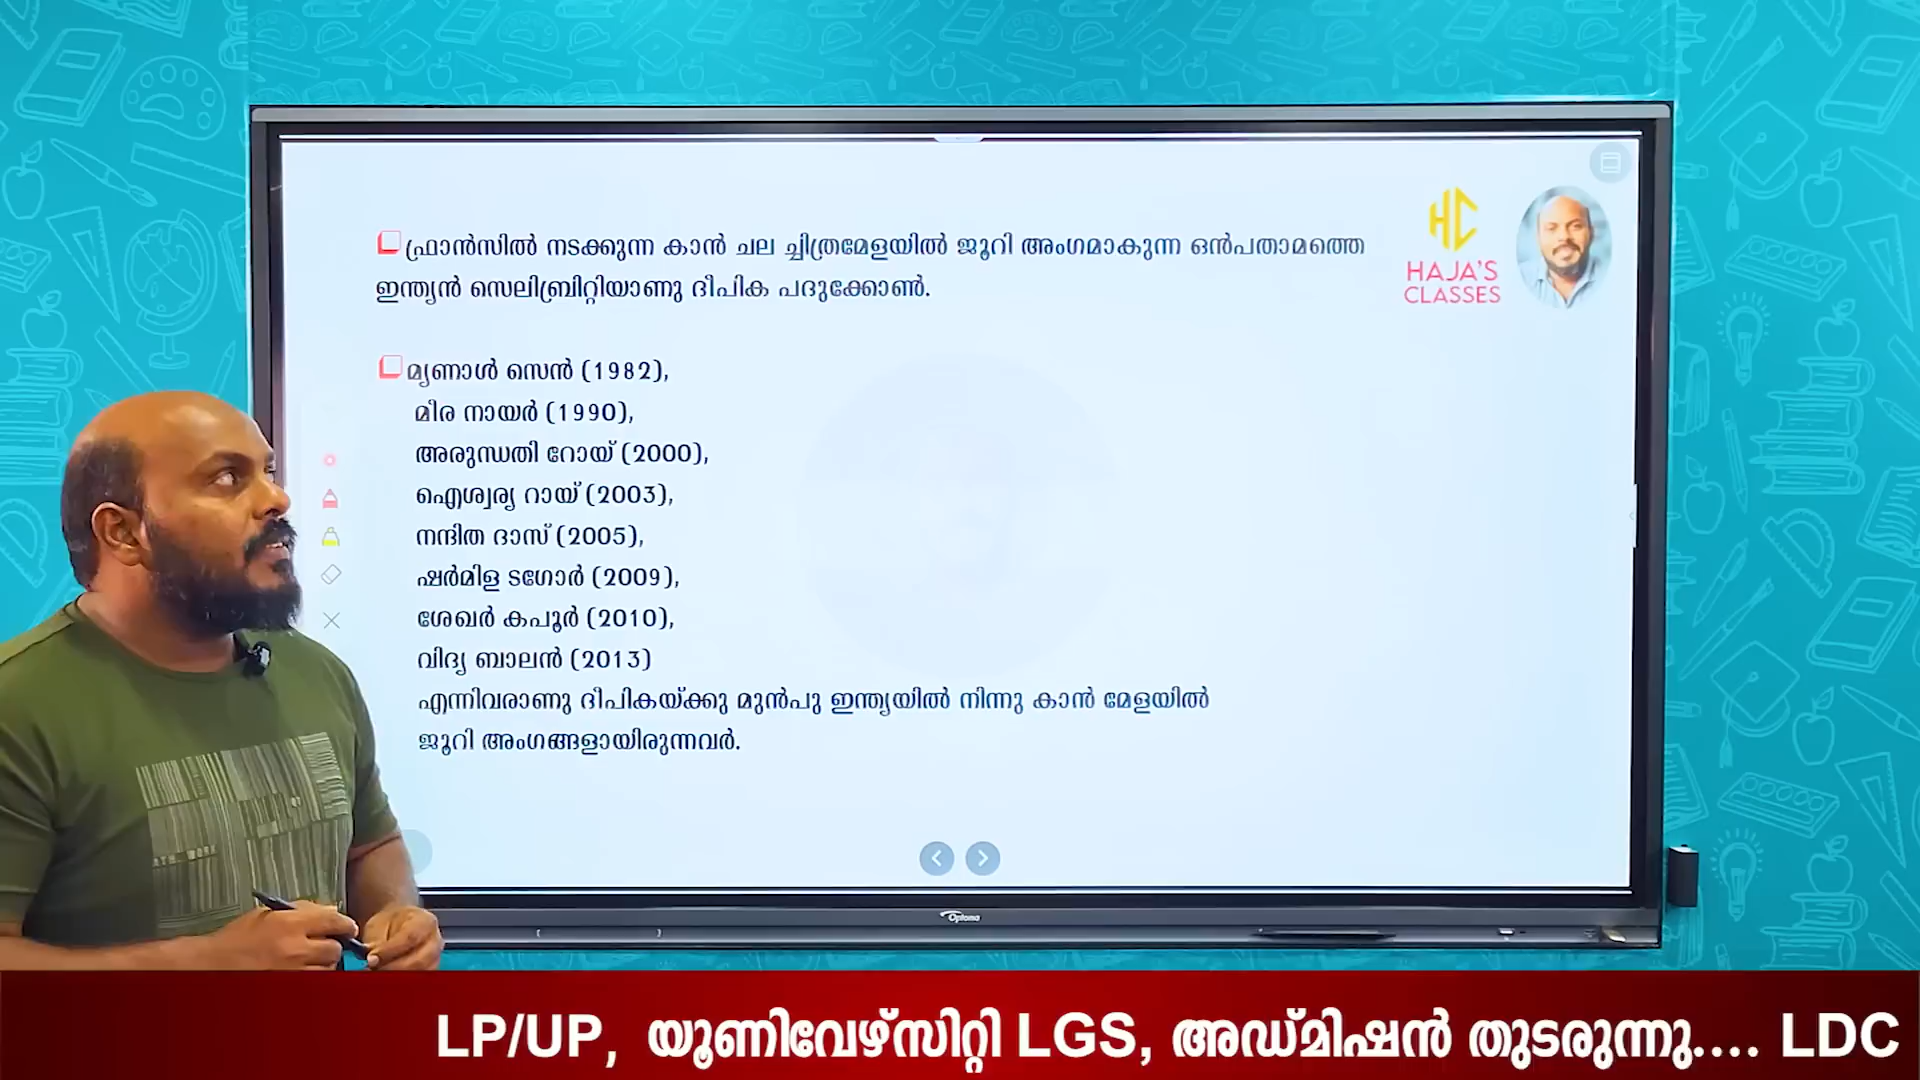 ഫ്രാൻസിൽ നടക്കുന്ന കാൻ ചല ച്ചിത്രമേളയിൽ ജൂറി അംഗമാകുന്ന ഒൻപതാമത്തെ
ഇന്ത്യൻ സെലിബ്രിറ്റിയാണു ദീപിക പദുക്കോൺ.
HC
HAJA'S
CLASSES
മൃണാൾ സെൻ (1982),
മീര നായർ (1990),
അരുന്ധതി റോയ് (2000),
ഐശ്വര്യ റായ് (2003),
നന്ദിത ദാസ് (2005),
ഷർമിള ടഗോർ (2009),
ശേഖർ കപൂർ (2010),
വിദ്യ ബാലൻ (2013)
എന്നിവരാണു ദീപികയ്ക്കു മുൻപു ഇന്ത്യയിൽ നിന്നു കാൻ മേളയിൽ
ജൂറി അംഗങ്ങളായിരുന്നവർ.
Optoma
LP/UP, യൂണിവേഴ്സിറ്റി LGS, അഡ്മിഷൻ തുടരുന്നു.... LDC